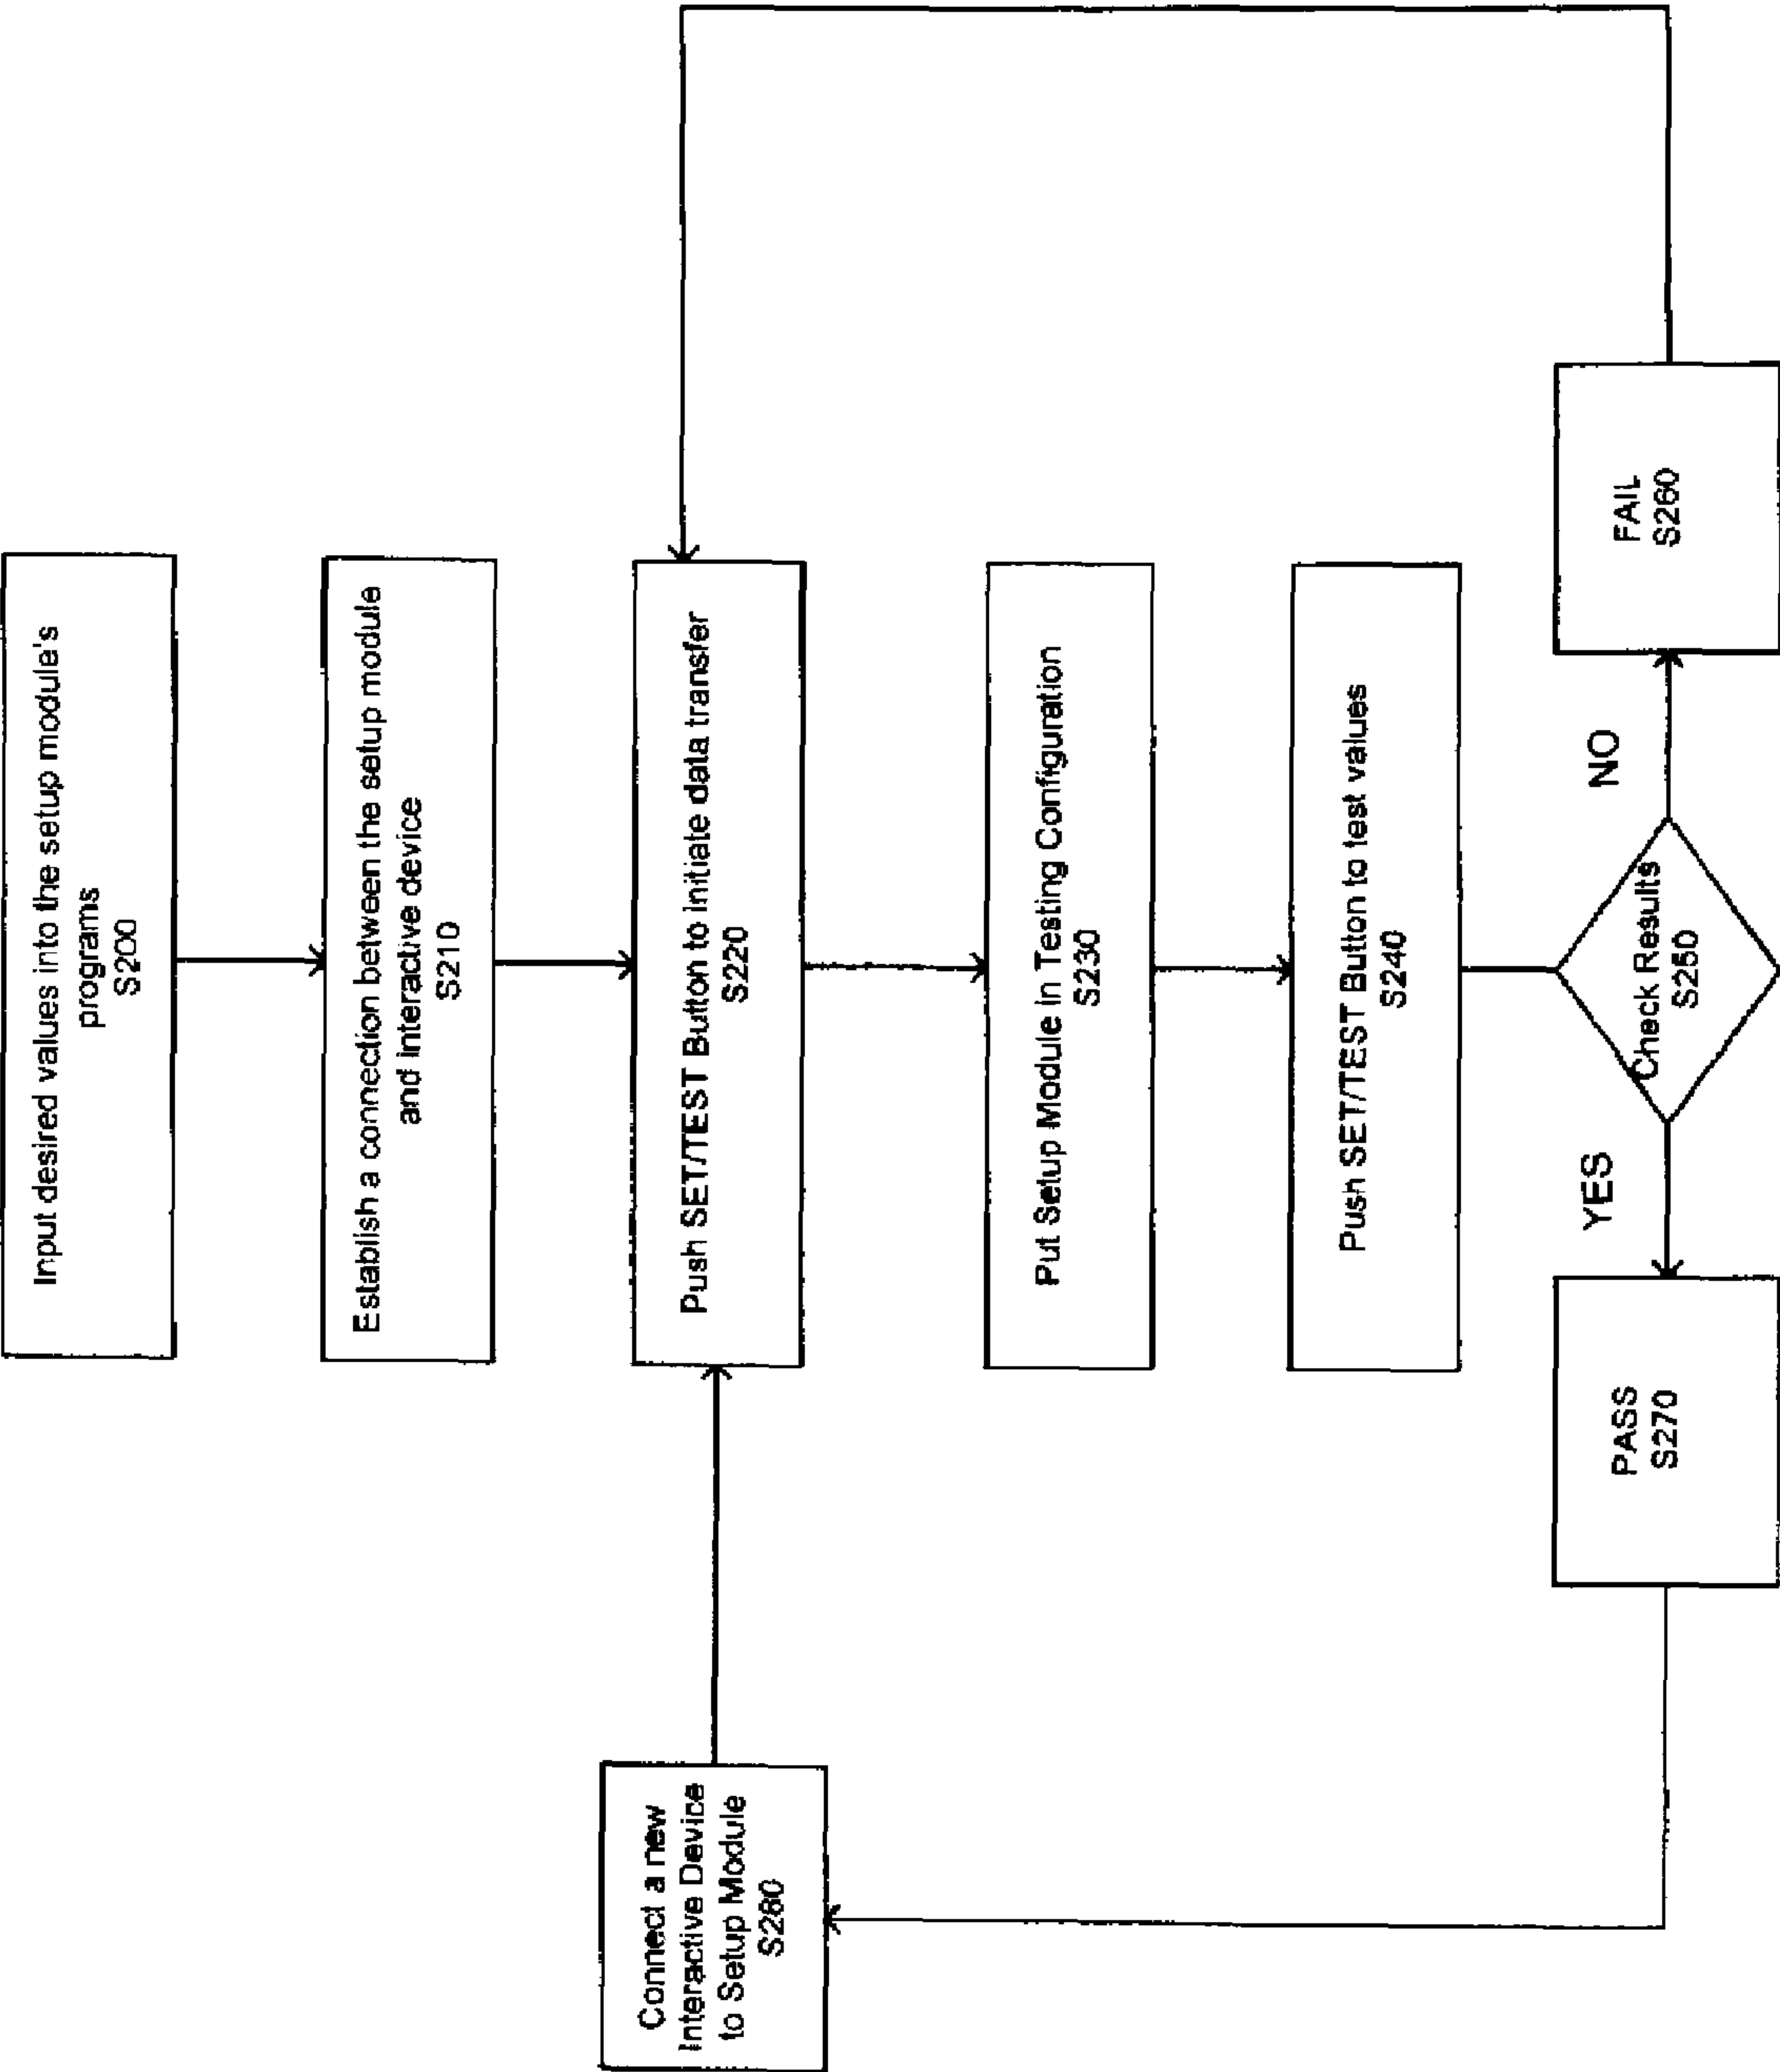 Input desired values into the setup module's
programs
S200
Establish a connection between the setup module
and interactive device
S210
Push SET/TEST Button to Initiate data transfer
S220
Put Setup Module in Testing Configuration
S230
Push SET/TEST Button to test values
S240
Check Results
S250
YES
NO
PASS
S270
FAIL
S260
Connect a new
Interactive Device
to Setup Module
S280